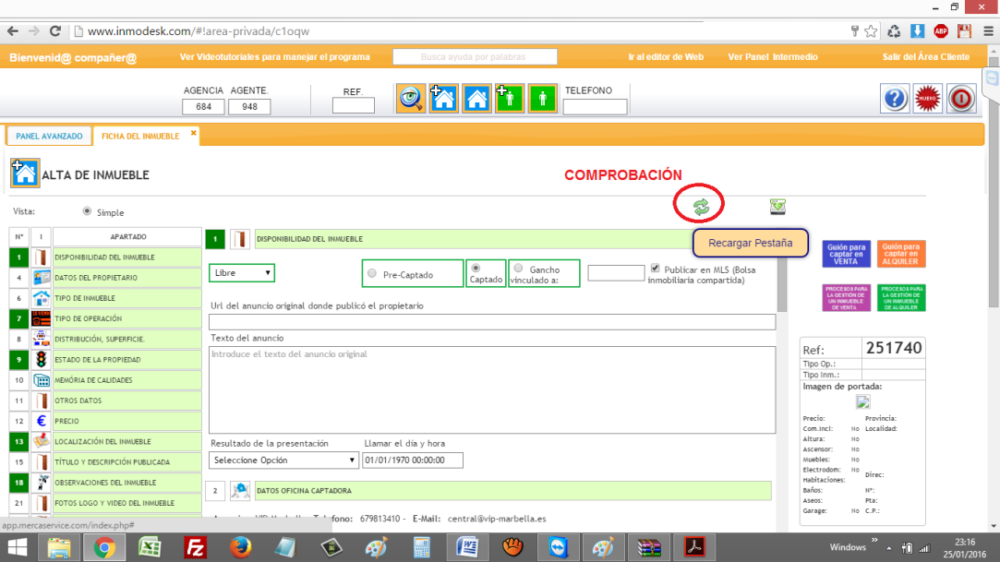 www.inmodesk.com/#!area-privada/c1oqw
ABP
Bienvenid@ compañer@
Ver Videotutoriales para manejar el programa
Busca ayuda por palabras
Ir al editor de Web
Ver Panel Intermedio
Salir del Área Cliente
AGENCIA AGENTE.
REF.
TELEFONO
684
948
NUEVO
PANEL AVANZADO
FICHA DEL INMUEBLE
ALTA DE INMUEBLE
COMPROBACIÓN
Vista:
Simple
Recargar Pestaña
Nº
I
APARTADO
1 DISPONIBILIDAD DEL INMUEBLE
4 DATOS DEL PROPIETARIO
6 TIPO DE INMUEBLE
7 TIPO DE OPERACIÓN
8 DISTRIBUCIÓN, SUPERFICIE.
9 ESTADO DE LA PROPIEDAD
10 MEMÓRIA DE CALIDADES
11 OTROS DATOS
12 € PRECIO
13 LOCALIZACIÓN DEL INMUEBLE
15 TÍTULO Y DESCRIPCIÓN PUBLICADA
18 OBSERVACIONES DEL INMUEBLE
21 FOTOS LOGO Y VIDEO DEL INMUEBLE
1 DISPONIBILIDAD DEL INMUEBLE
Libre
Pre-Captado
Captado
Gancho
vinculado a:
Publicar en MLS (Bolsa
inmobiliaria compartida)
Url del anuncio original donde publicó el propietario
Texto del anuncio
Introduce el texto del anuncio original
Resultado de la presentación
Llamar el día y hora
Seleccione Opción
01/01/1970 00:00:00
2 DATOS OFICINA CAPTADORA
fono: 679813410 - E-Mail: central@vip-marbella.es
Guión para
captar en
VENTA
Guión para
captar en
ALQUILER
PROCESOS PARA
LA GESTIÓN DE
UN INMUEBLE
DE VENTA
PROCESOS PARA
LA GESTIÓN DE
UN INMUEBLE
DE ALQUILER
Ref:
251740
Tipo Op.:
Tipo Inm.:
Imagen de portada:
Precio:
Provincia:
Com.Incl: No Localidad:
Altura: No
Ascensor: No
Muebles: No
Electrodom: No
Direc:
Habitaciones:
Baños:
Nº:
Aseos:
Pta:
Garage: No C.P.:
app.mercaservice.com/index.php#
Windows
23:16
25/01/2016